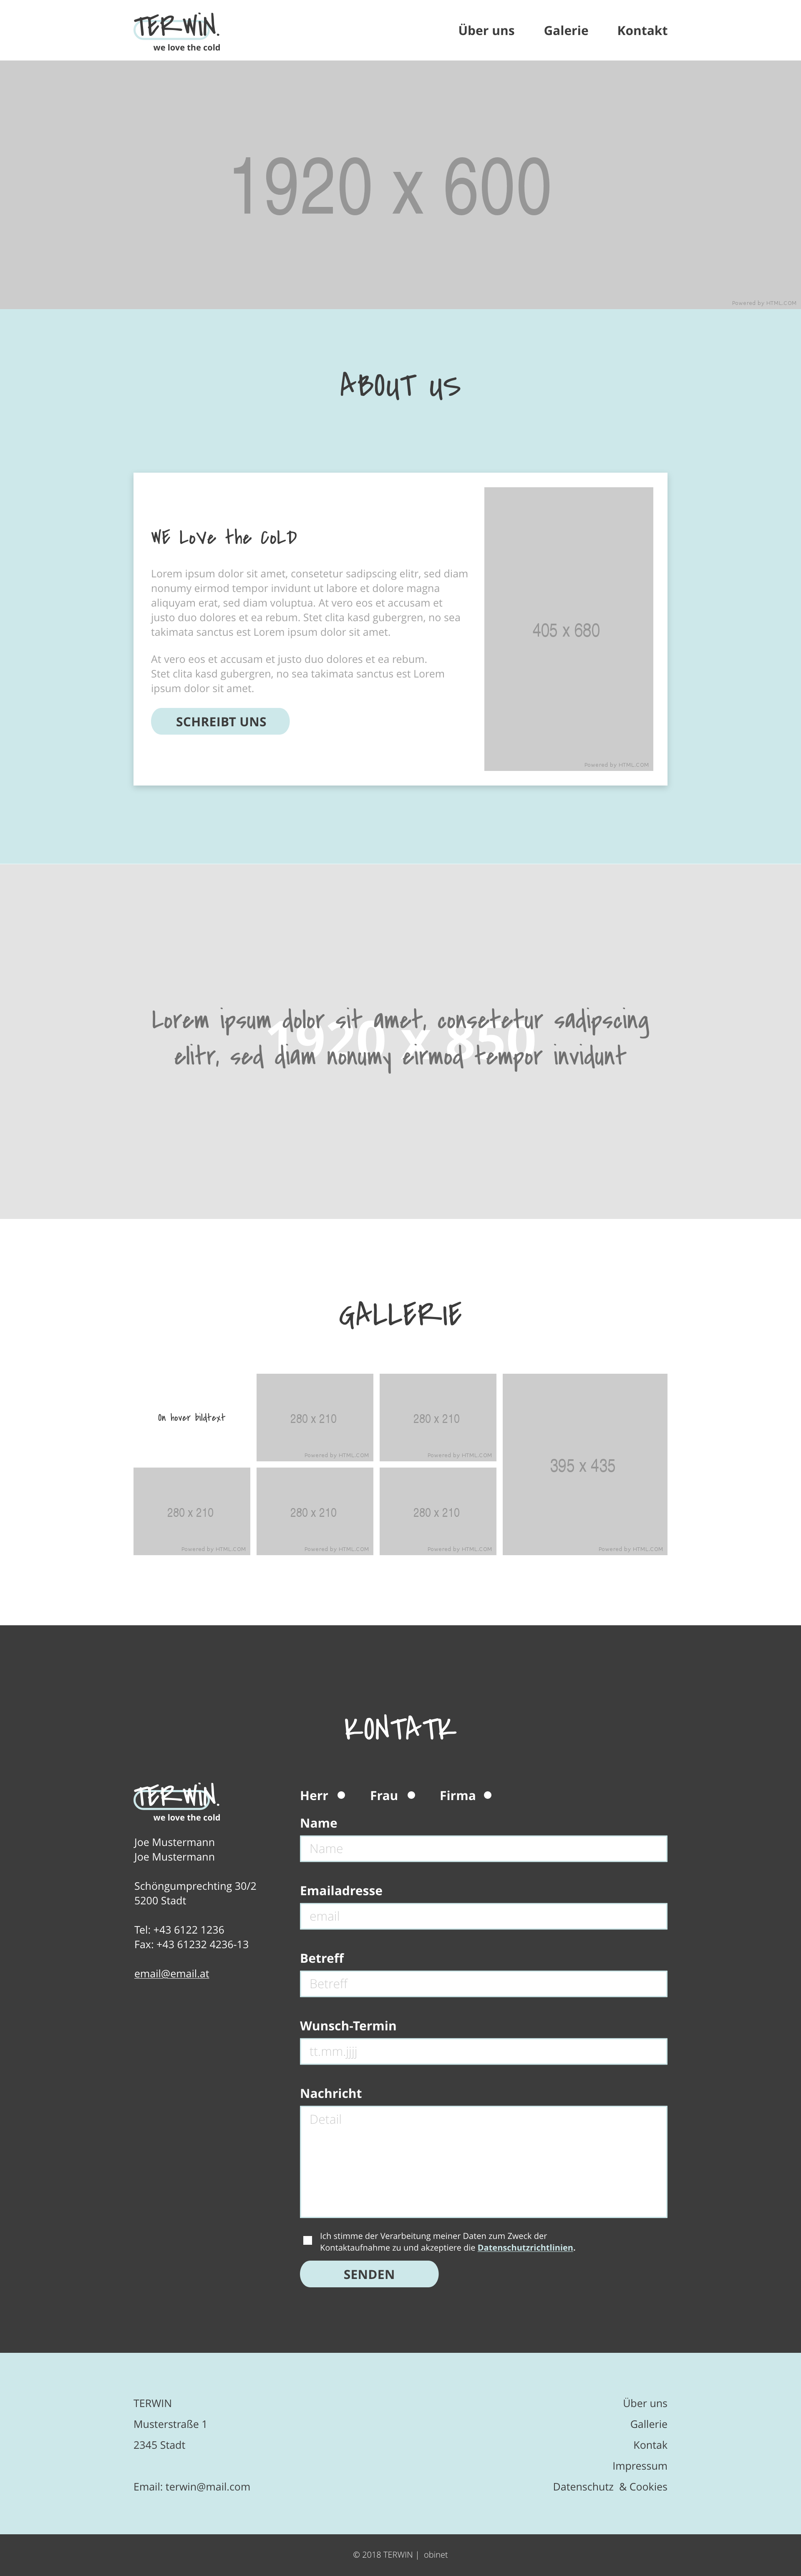 TERWIN.
we love the cold
Über uns Galerie Kontakt
1920 x 600
Powered by HTML.COM
ABOUT US
WE LoVe the CoLD
Lorem ipsum dolor sit amet, consetetur sadipscing elitr, sed diam
nonumy eirmod tempor invidunt ut labore et dolore magna
aliquyam erat, sed diam voluptua. At vero eos et accusam et
justo duo dolores et ea rebum. Stet clita kasd gubergren, no sea
takimata sanctus est Lorem ipsum dolor sit amet.
At vero eos et accusam et justo duo dolores et ea rebum.
Stet clita kasd gubergren, no sea takimata sanctus est Lorem
ipsum dolor sit amet.
SCHREIBT UNS
405 x 680
Powered by HTML.COM
Lorem ipsum dolor sit amet, consetetur sadipscing
1920 x 850
elitr, sed diam nonumy eirmod tempor invidunt
GALLERIE
On hover bildtext
280 x 210
Powered by HTML.COM
280 x 210
Powered by HTML.COM
395 x 435
Powered by HTML.COM
280 x 210
Powered by HTML.COM
280 x 210
Powered by HTML.COM
280 x 210
Powered by HTML.COM
KONTATK
TERWIN.
we love the cold
Joe Mustermann
Joe Mustermann
Schöngumprechting 30/2
5200 Stadt
Tel: +43 6122 1236
Fax: +43 61232 4236-13
email@email.at
Herr Frau Firma
Name
Name
Emailadresse
email
Betreff
Betreff
Wunsch-Termin
tt.mm.jjjj
Nachricht
Detail
Ich stimme der Verarbeitung meiner Daten zum Zweck der
Kontaktaufnahme zu und akzeptiere die Datenschutzrichtlinien.
SENDEN
TERWIN
Musterstraße 1
2345 Stadt
Email: terwin@mail.com
Über uns
Gallerie
Kontak
Impressum
Datenschutz & Cookies
© 2018 TERWIN | obinet